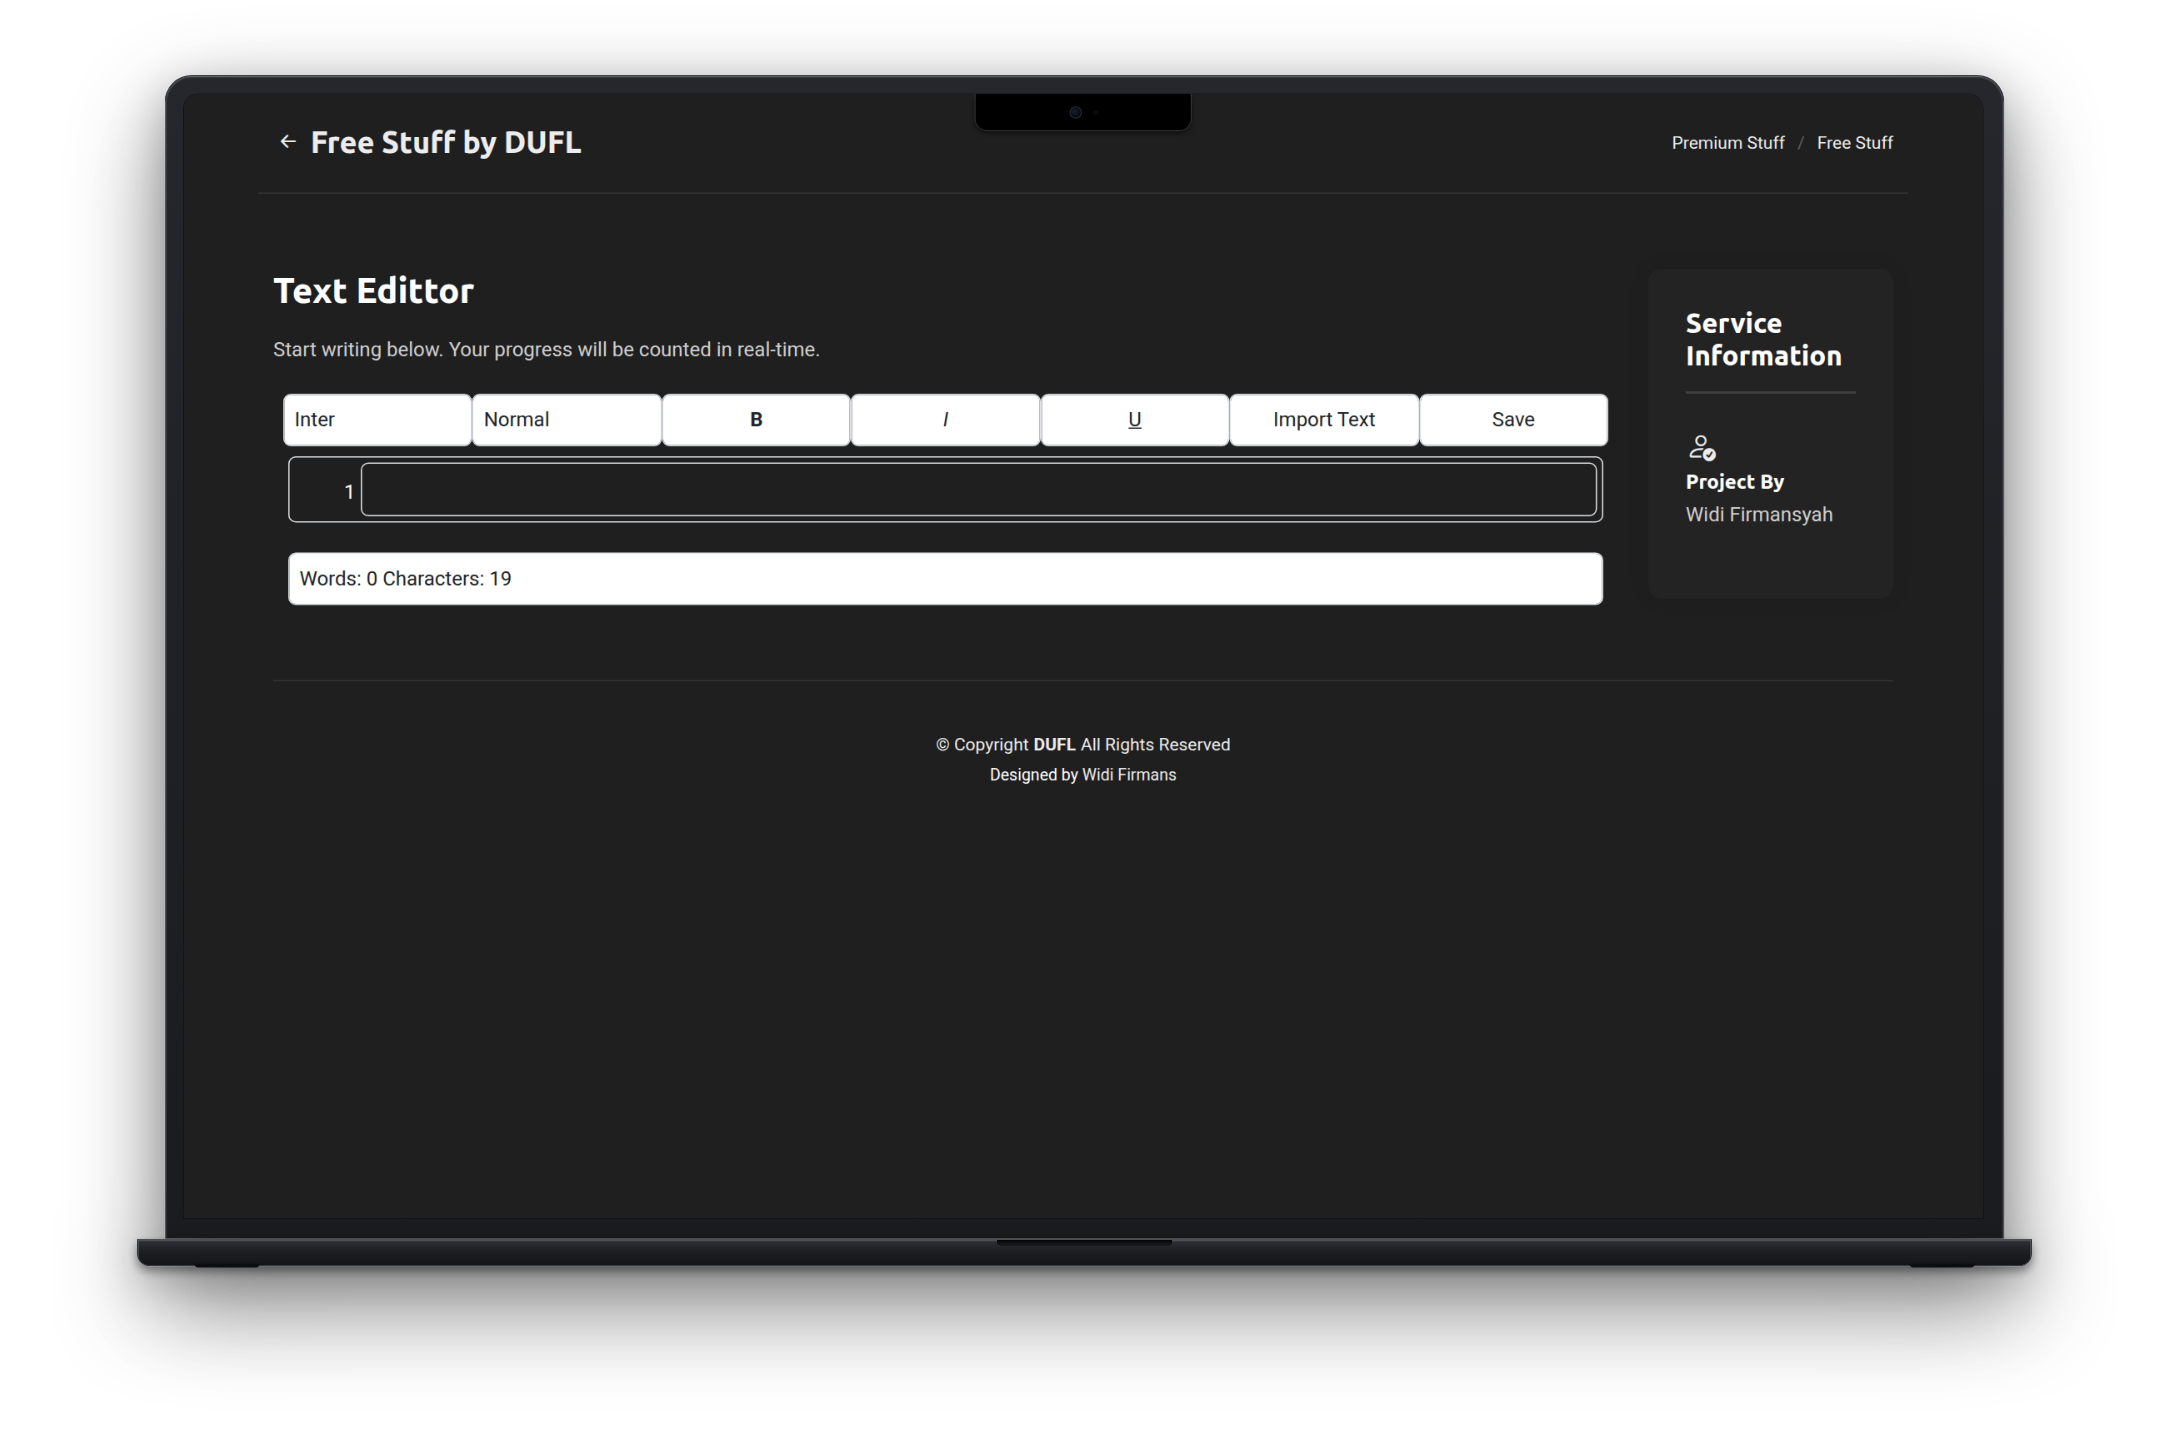 ← Free Stuff by DUFL
Premium Stuff / Free Stuff
Text Edittor
Start writing below. Your progress will be counted in real-time.
Inter Normal B I U Import Text Save
1
Words: 0 Characters: 19
Service
Information
Project By
Widi Firmansyah
© Copyright DUFL All Rights Reserved
Designed by Widi Firmans